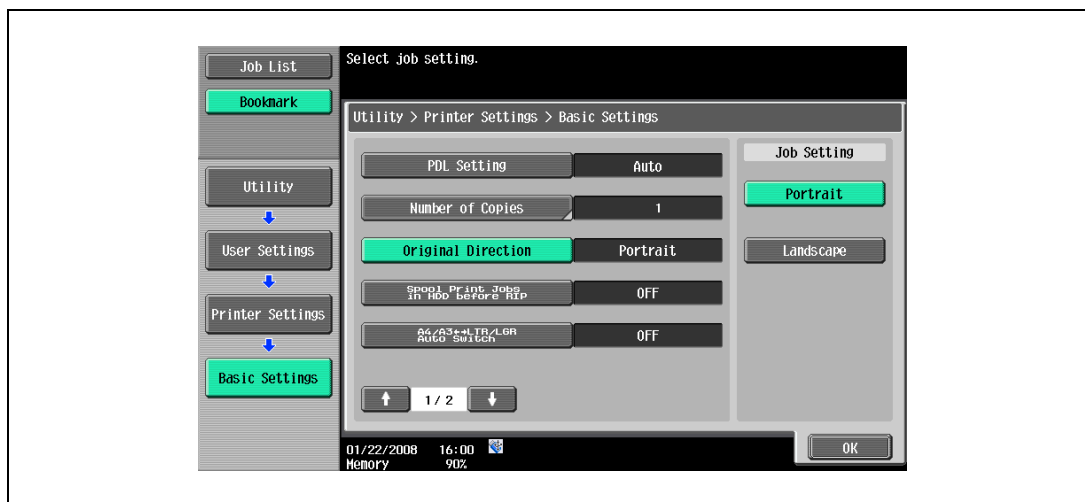 Job List
Bookmark
Utility
User Settings
Printer Settings
Basic Settings
Select job setting.
Utility > Printer Settings > Basic Settings
PDL Setting
Auto
Number of Copies
1
Original Direction
Portrait
Spool Print Jobs
in HDD before RIP
OFF
A4/A3↔LTR/LGR
Auto Switch
OFF
1/ 2
Job Setting
Portrait
Landscape
01/22/2008 16:00
Memory 90%
OK